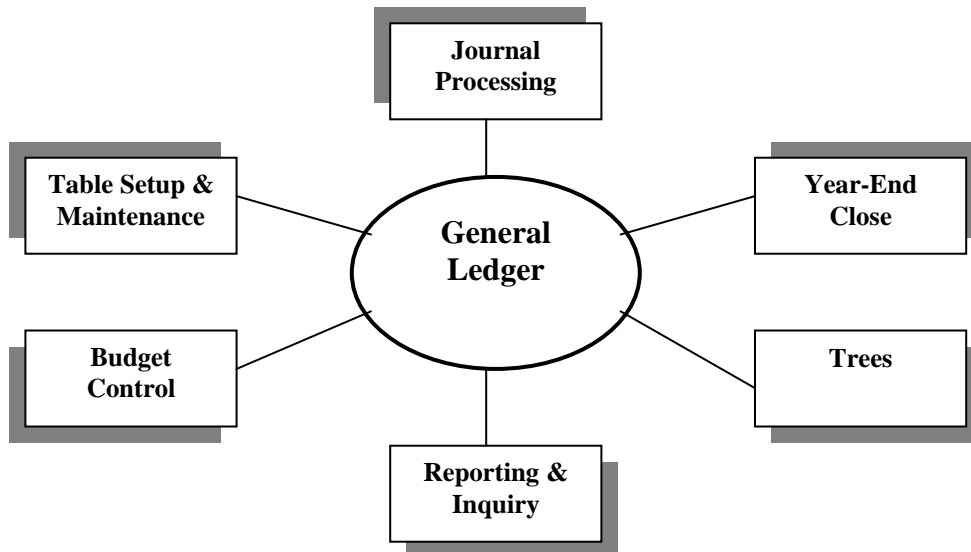 Journal
Processing
Table Setup &
Maintenance
Year-End
Close
General
Ledger
Budget
Control
Trees
Reporting &
Inquiry